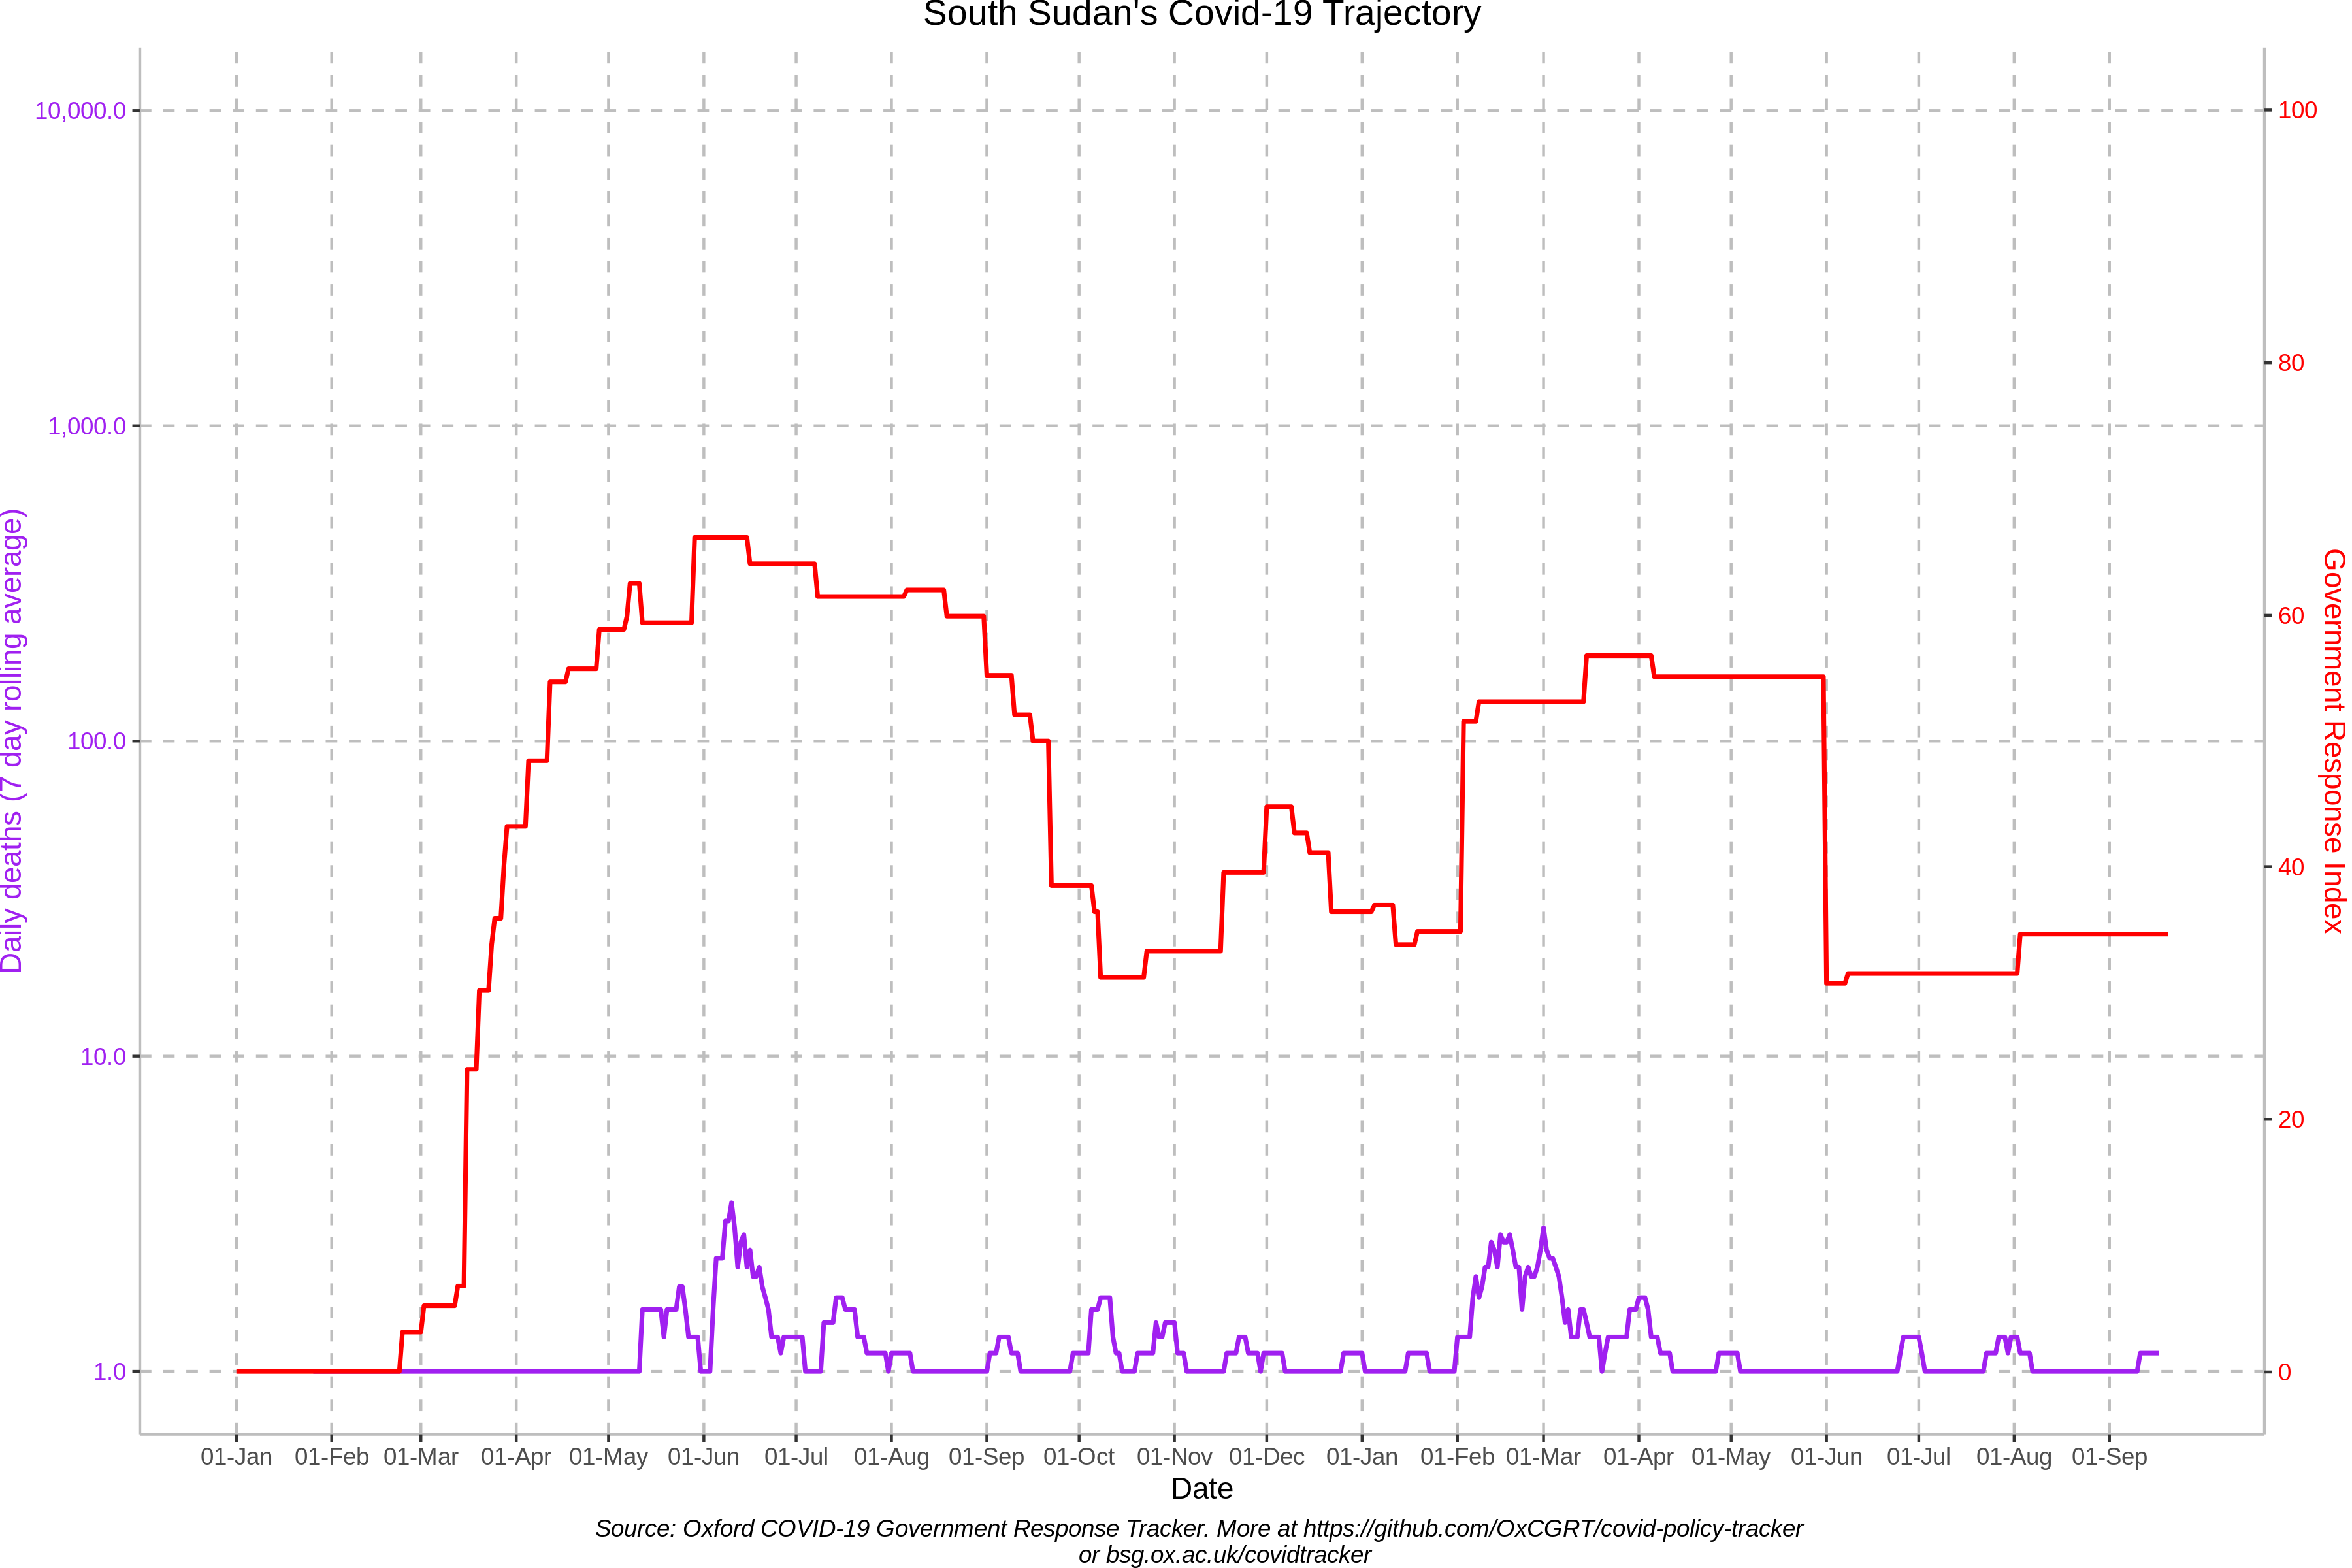 South Sudan's Covid-19 Trajectory
Daily deaths (7 day rolling average)
10,000.0
1,000.0
100.0
10.0
1.0
100
80
60
40
20
0
Government Response Index
01-Jan 01-Feb 01-Mar 01-Apr 01-May 01-Jun 01-Jul 01-Aug 01-Sep 01-Oct 01-Nov 01-Dec 01-Jan 01-Feb 01-Mar 01-Apr 01-May 01-Jun 01-Jul 01-Aug 01-Sep
Date
Source: Oxford COVID-19 Government Response Tracker. More at https://github.com/OxCGRT/covid-policy-tracker
or bsg.ox.ac.uk/covidtracker